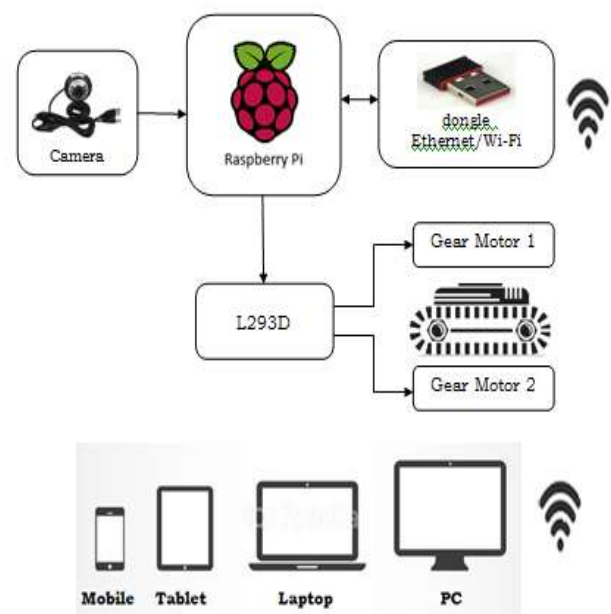 Camera
Raspberry Pi
dongle
Ethernet/Wi-Fi
Gear Motor 1
L293D
Gear Motor 2
Mobile
Tablet
Laptop
PC